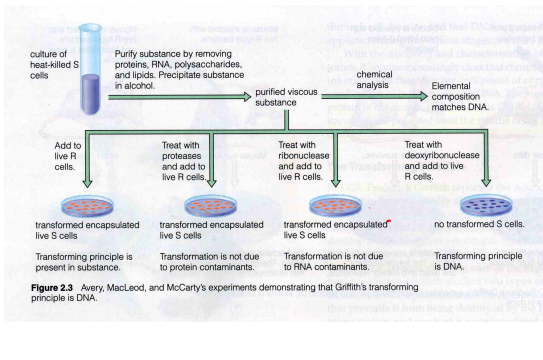 culture of
heat-killed S
cells
Purify substance by removing
proteins, RNA, polysaccharides,
and lipids. Precipitate substance
in alcohol.
purified viscous
substance
chemical
analysis
Elemental
composition
matches DNA.
Add to
live R
cells.
Treat with
proteases and add to
live R cells.
Treat with
ribonuclease
and add to
live R cells.
Treat with
deoxyribonuclease
and add to live
R cells.
transformed encapsulated
live S cells
transformed encapsulated
live S cells
transformed encapsulated
live S cells
no transformed S cells.
Transforming principle is
present in substance.
Transformation is not due
to protein contaminants.
Transformation is not due
to RNA contaminants.
Transforming principle
is DNA.
Figure 2.3 Avery, MacLeod, and McCarty's experiments demonstrating that Griffith's transforming
principle is DNA.